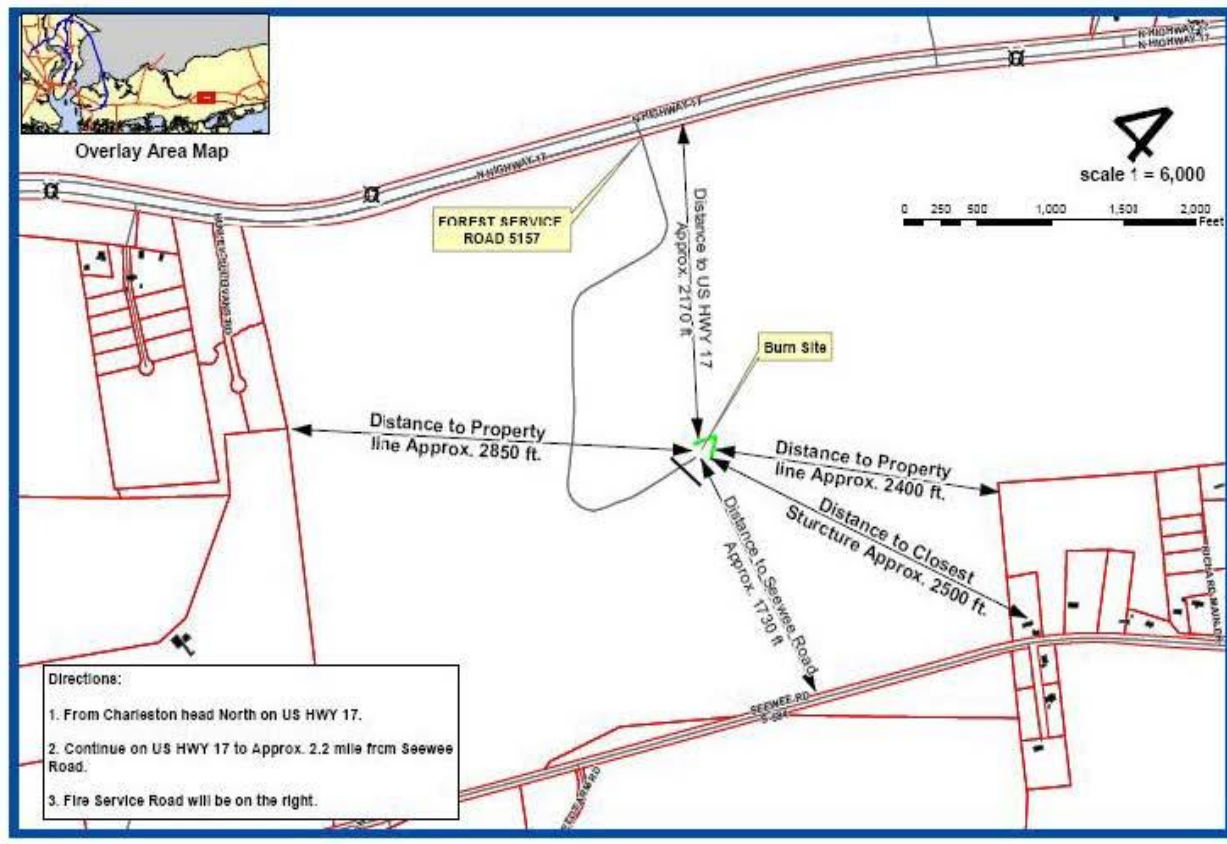 Overlay Area Map
N-HIGHWAY-17
N-HIGHWAY-17
N-HIGHWAY-17
N-HIGHWAY-17
scale 1 = 6,000
0 250 500 1,000 1,500 2,000
Feet
FOREST SERVICE
ROAD 5157
Distance to US HWY 17
Approx. 2170 ft
Burn Site
Distance to Property
line Approx. 2850 ft.
Distance to Property
line Approx. 2400 ft.
Distance to Closest
Sturcture Approx. 2500 ft.
Distance to Seewee Road
Approx. 1730 ft
SEEWEE-RD
Directions:
1. From Charleston head North on US HWY 17.
2. Continue on US HWY 17 to Approx. 2.2 mile from Seewee
Road.
3. Fire Service Road will be on the right.